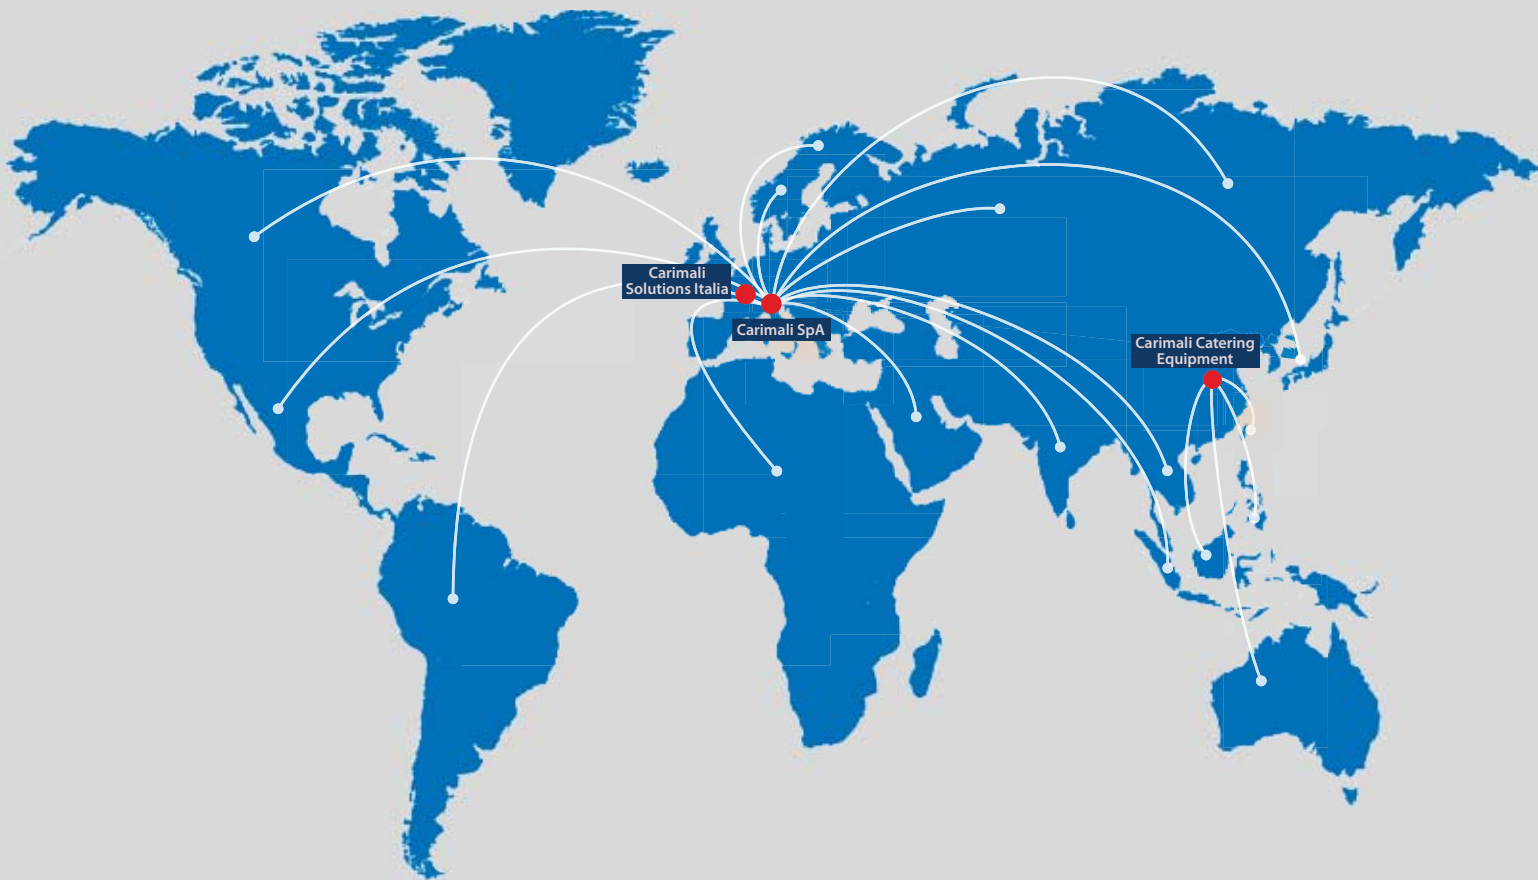 Carimali
Solutions Italia
Carimali SpA
Carimali Catering
Equipment